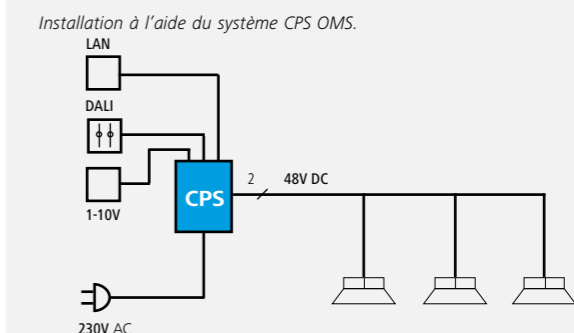 Installation à l'aide du système CPS OMS.
LAN
DALI
1-10V
CPS
2 48V DC
230V AC